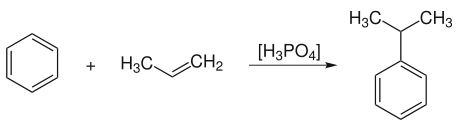 H₃C CH₃
+ H₃C CH₂ [H₃PO₄]